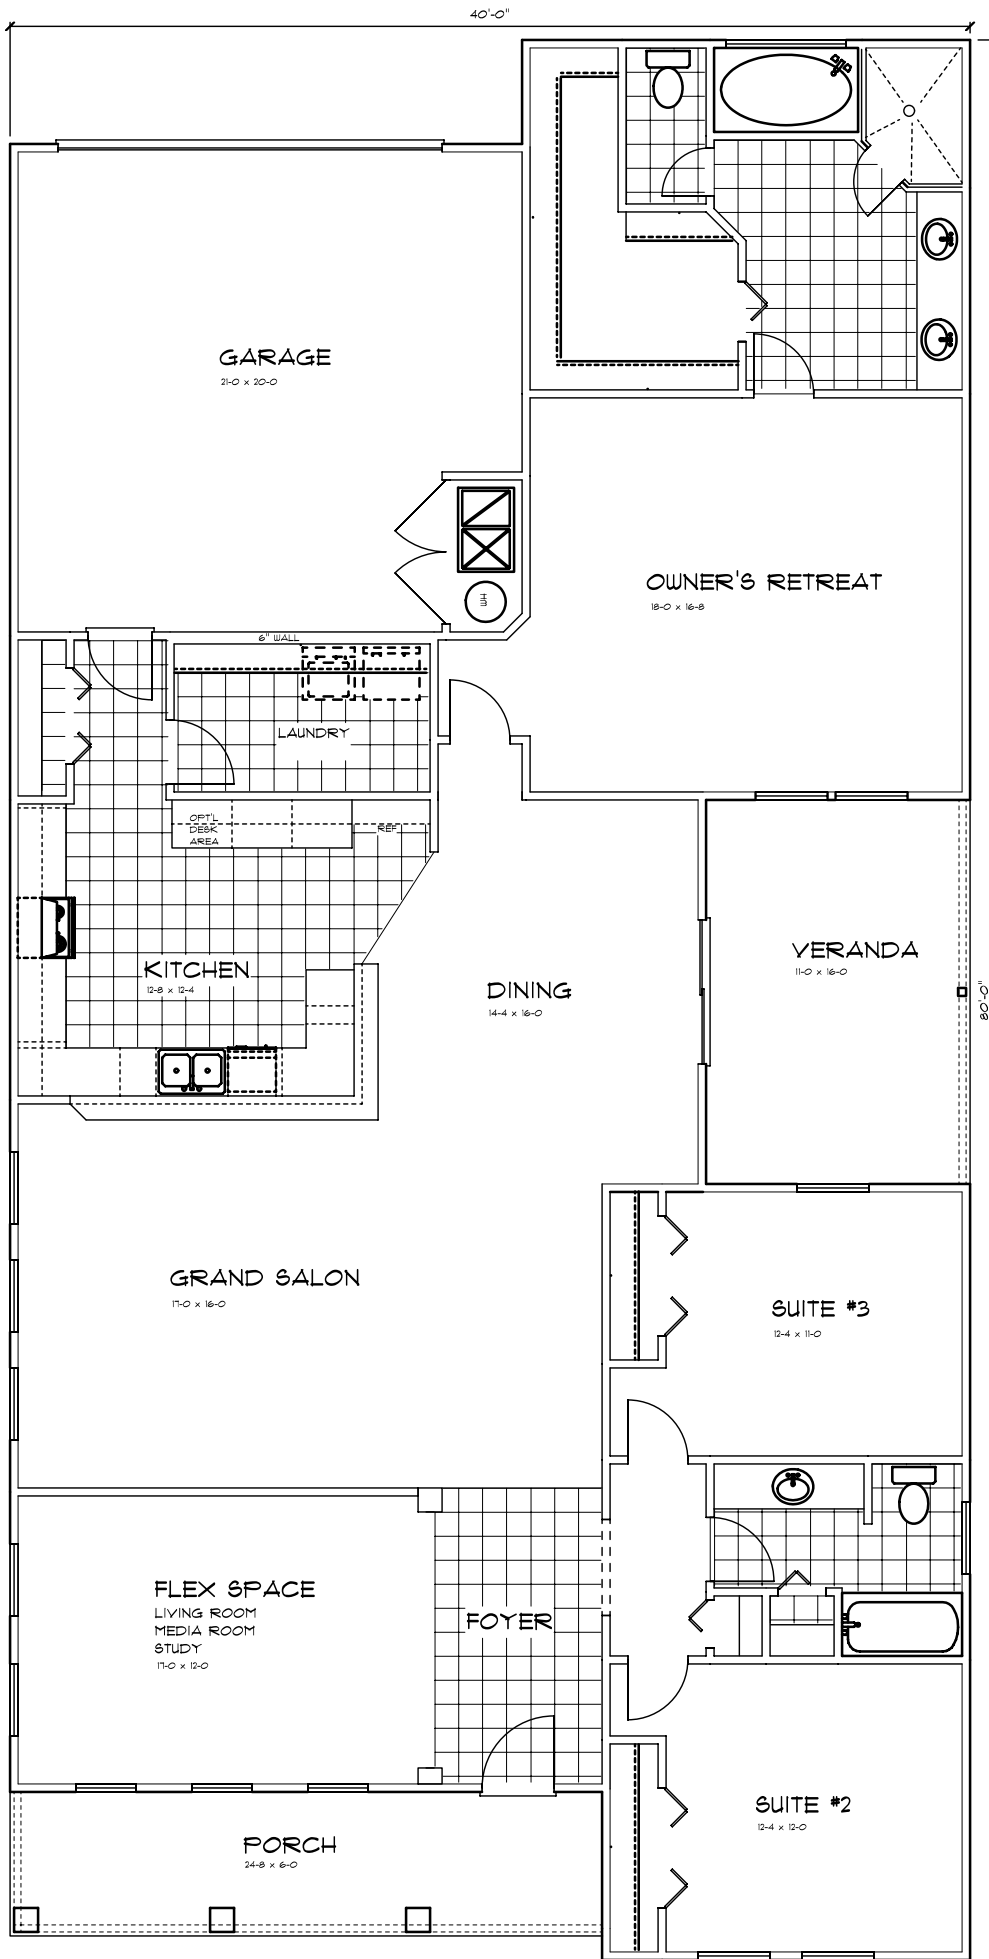 40'-0"
GARAGE
21-0 x 20-0
OWNER'S RETREAT
18-0 x 16-8
6" WALL
LAUNDRY
OPT'L
DESK
AREA
REF
VERANDA
11-0 x 16-0
KITCHEN
12-8 x 12-4
DINING
14-4 x 16-0
80'-0"
GRAND SALON
17-0 x 16-0
SUITE #3
12-4 x 11-0
FLEX SPACE
LIVING ROOM
MEDIA ROOM
STUDY
17-0 x 12-0
FOYER
SUITE #2
12-4 x 12-0
PORCH
24-8 x 6-0